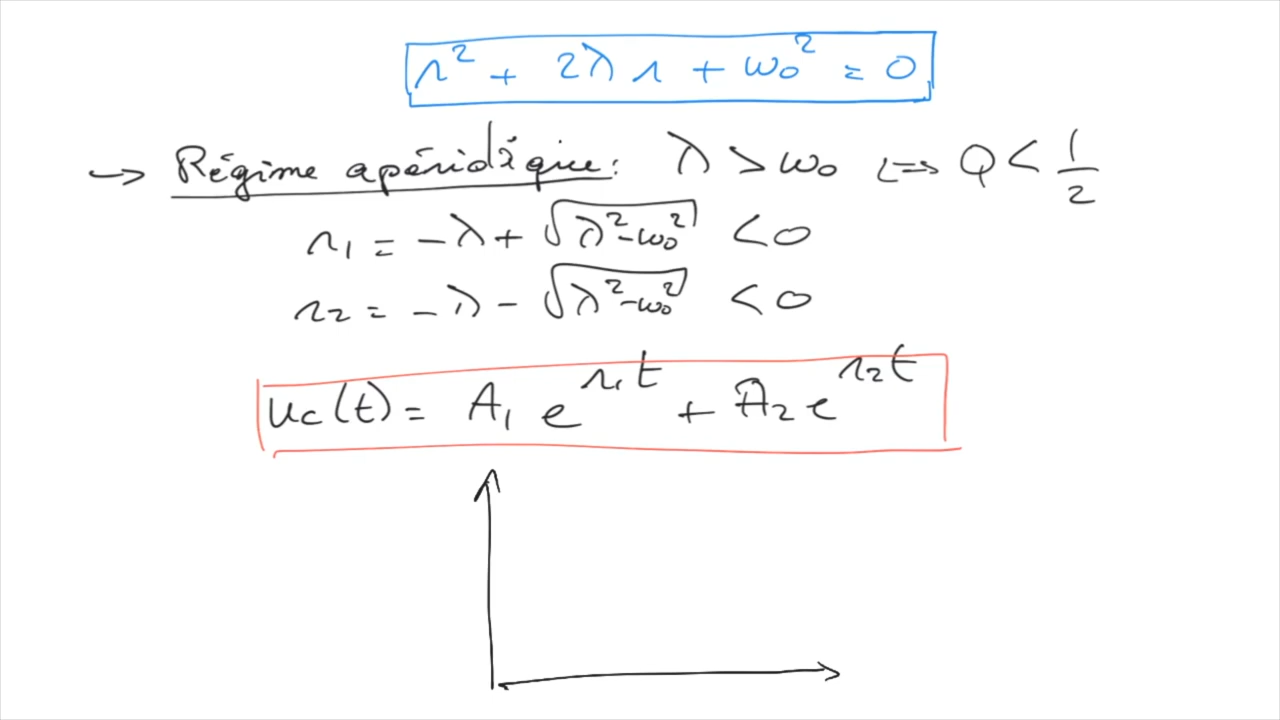 r² + 2λr + ω₀² = 0
→ Régime apériodique : λ > ω₀ ⟺ Q < 1/2
r₁ = -λ + √(λ² - ω₀²) < 0
r₂ = -λ - √(λ² - ω₀²) < 0
u_c(t) = A₁ e^{r₁t} + A₂ e^{r₂t}